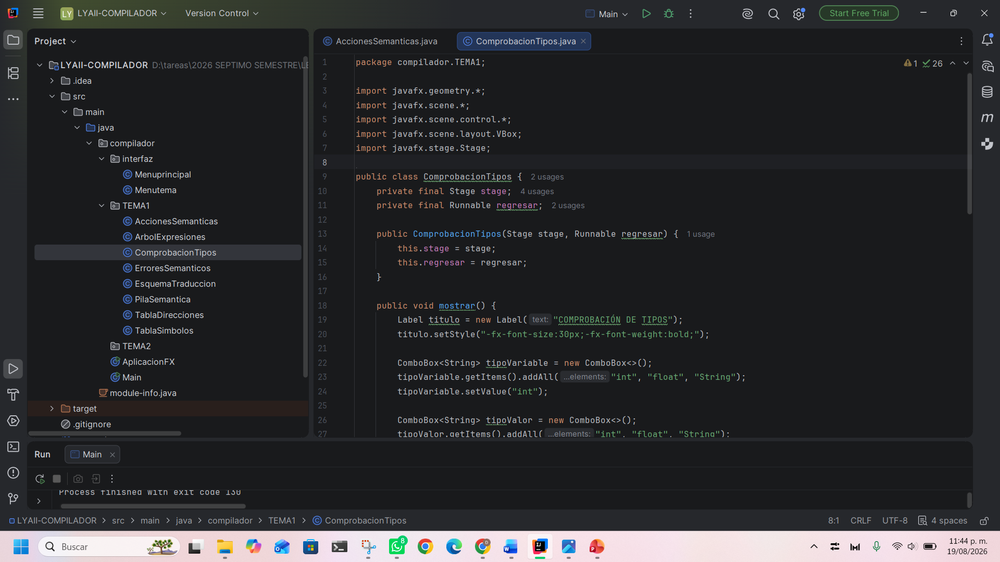 LY LYAII-COMPILADOR Version Control Main Start Free Trial
Project
LYAII-COMPILADOR D:\tareas\2026 SEPTIMO SEMESTRE\LE
.idea
src
main
java
compilador
interfaz
Menuprincipal
Menutema
TEMA1
AccionesSemanticas
ArbolExpresiones
ComprobacionTipos
ErroresSemanticos
EsquemaTraduccion
PilaSemantica
TablaDirecciones
TablaSimbolos
TEMA2
AplicacionFX
Main
module-info.java
target
.gitignore
AccionesSemanticas.java ComprobacionTipos.java
1 26
1 package compilador.TEMA1;
2
3 import javafx.geometry.*;
4 import javafx.scene.*;
5 import javafx.scene.control.*;
6 import javafx.scene.layout.VBox;
7 import javafx.stage.Stage;
8
9 public class ComprobacionTipos { 2 usages
10 private final Stage stage; 4 usages
11 private final Runnable regresar; 2 usages
12
13 public ComprobacionTipos(Stage stage, Runnable regresar) { 1 usage
14 this.stage = stage;
15 this.regresar = regresar;
16 }
17
18 public void mostrar() {
19 Label titulo = new Label( text: "COMPROBACIÓN DE TIPOS");
20 titulo.setStyle("-fx-font-size:30px;-fx-font-weight:bold;");
21
22 ComboBox<String> tipoVariable = new ComboBox<>();
23 tipoVariable.getItems().addAll( ...elements: "int", "float", "String");
24 tipoVariable.setValue("int");
25
26 ComboBox<String> tipoValor = new ComboBox<>();
27 tipoValor.getItems().addAll( ...elements: "int", "float", "String");
Run Main
Process finished with exit code 130
LYAII-COMPILADOR > src > main > java > compilador > TEMA1 > ComprobacionTipos 8:1 CRLF UTF-8 4 spaces
Buscar 8 11:44 p. m.
19/08/2026